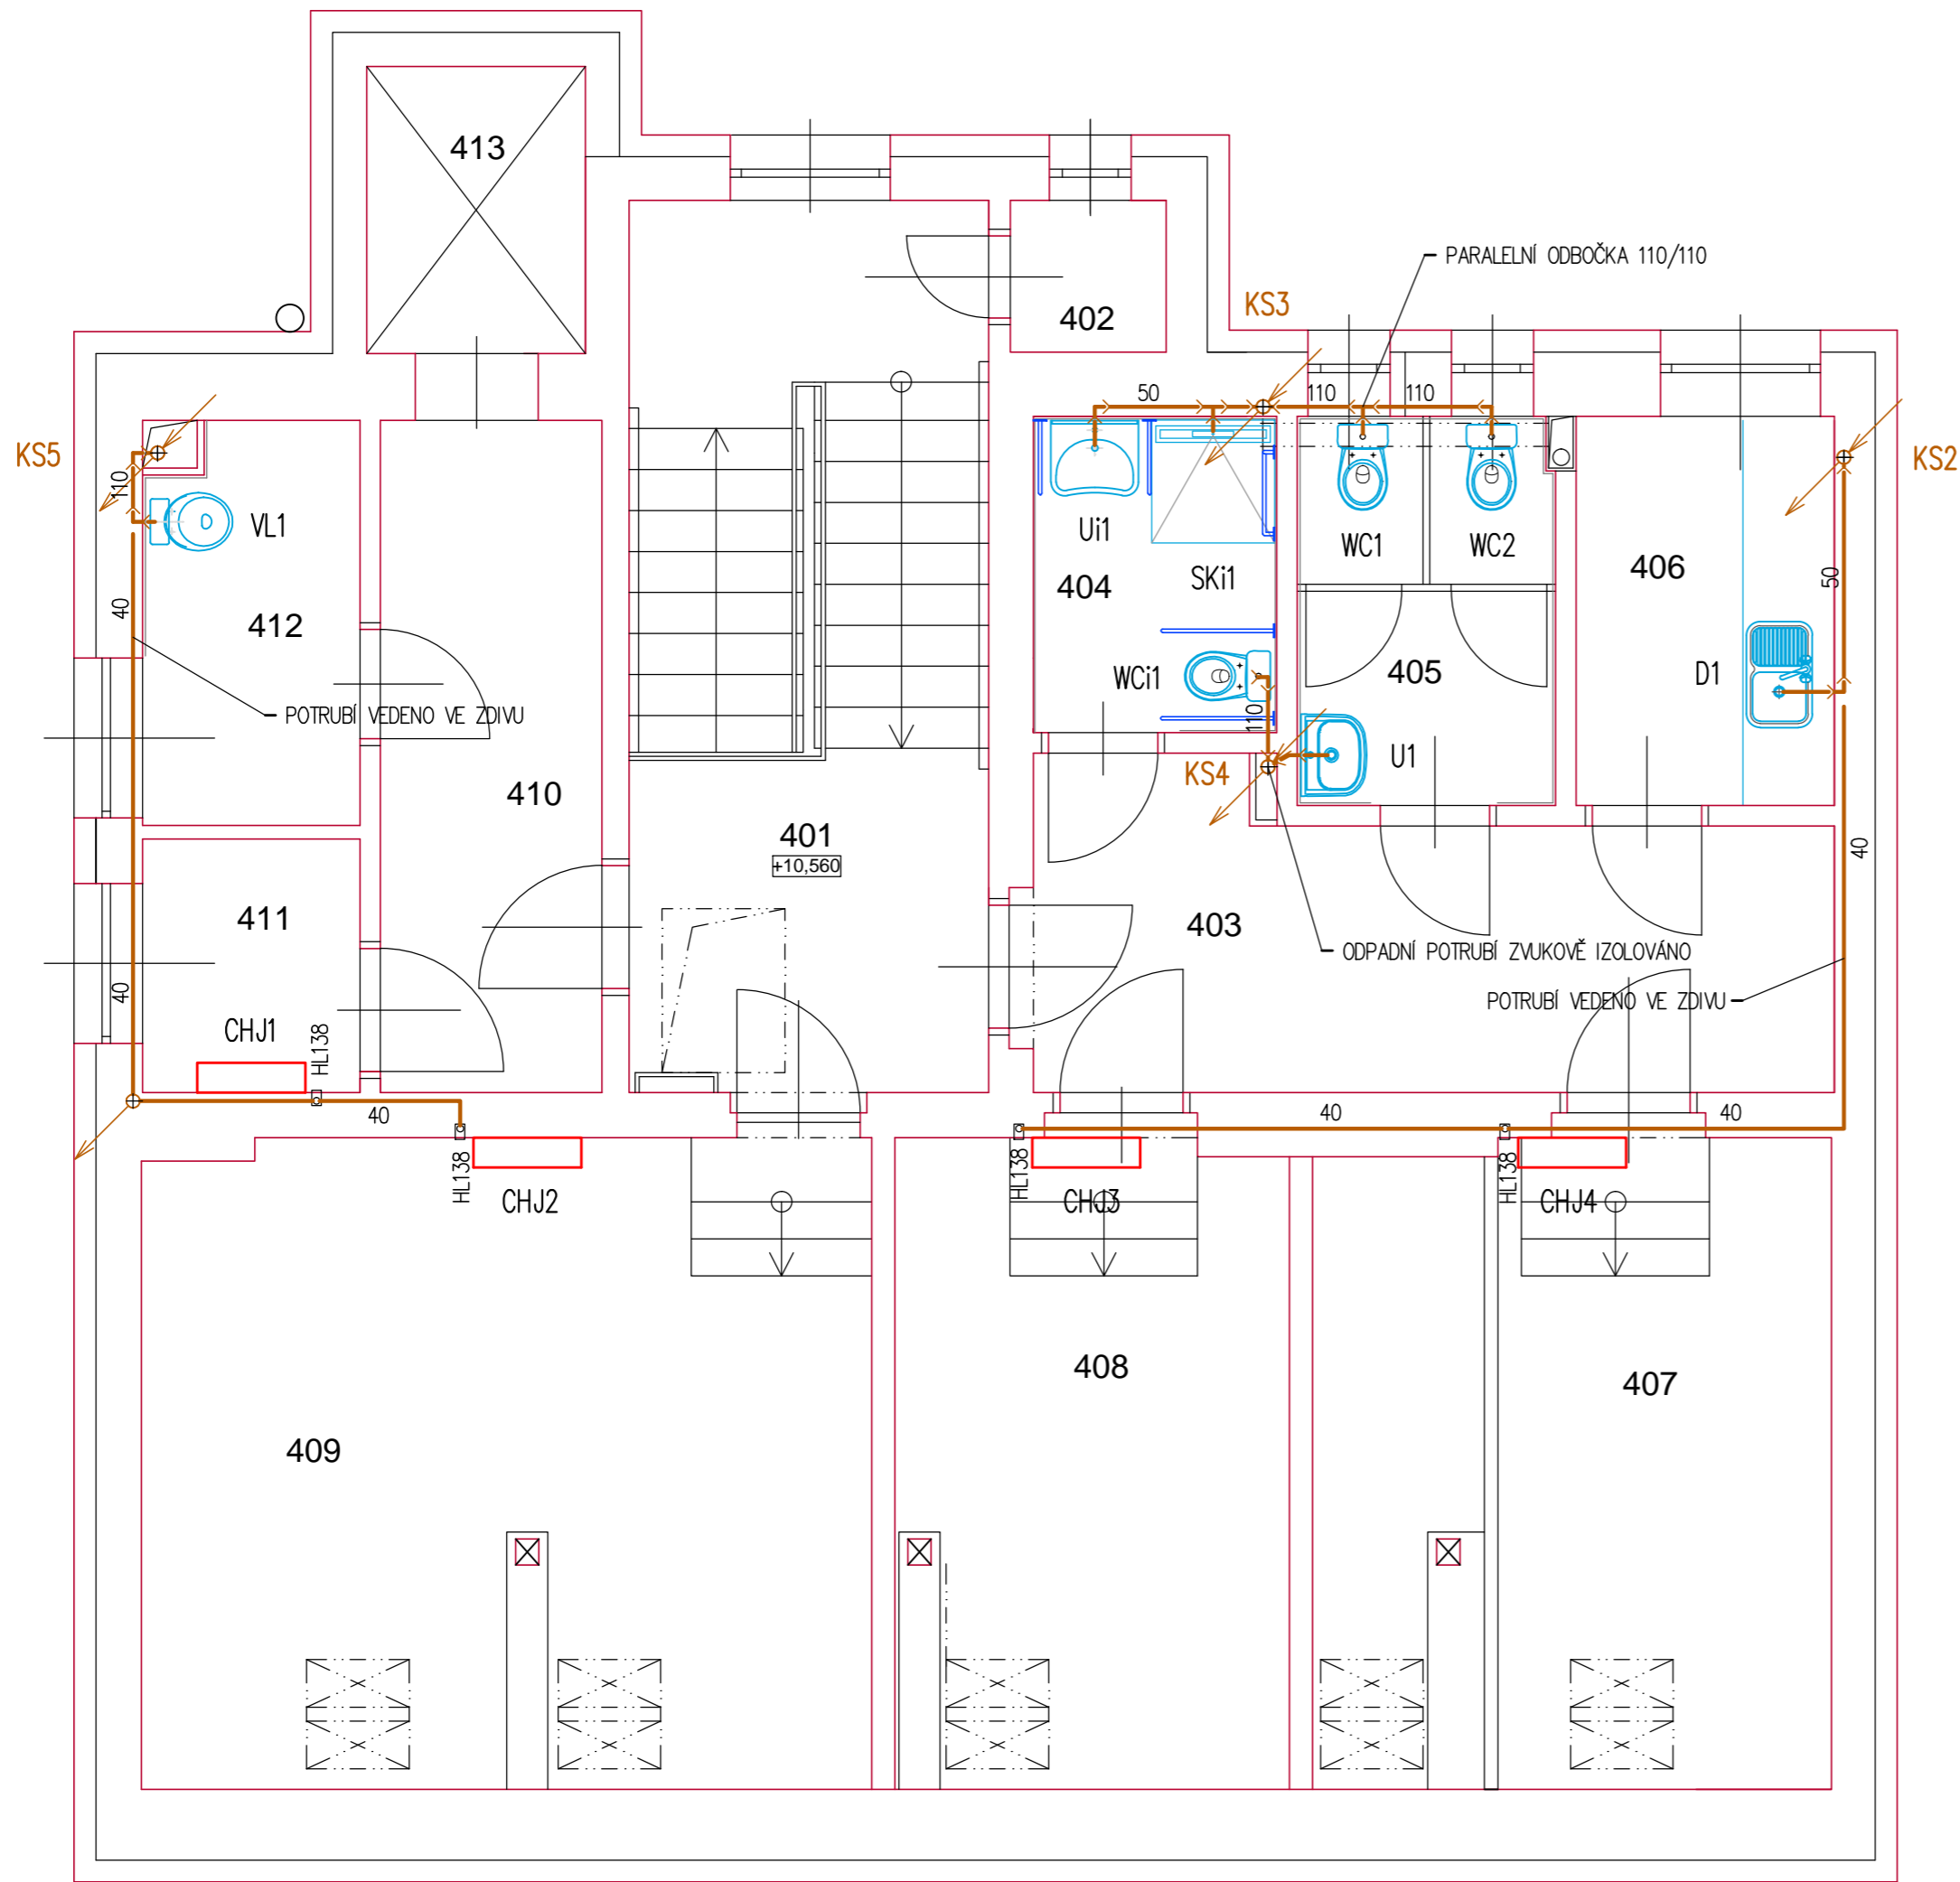 413
PARALELNÍ ODBOČKA 110/110
KS3
402
50
110
110
KS5
KS2
110
VL1
Ui1
WC1
WC2
406
50
404
SKi1
40
412
405
D1
WCi1
POTRUBÍ VEDENO VE ZDIVU
110
KS4
U1
410
401
+10,560
40
411
403
ODPADNÍ POTRUBÍ ZVUKOVĚ IZOLOVÁNO
40
POTRUBÍ VEDENO VE ZDIVU
CHJ1
HL138
40
40
40
HL138
HL138
HL138
CHJ2
CHJ3
CHJ4
408
407
409